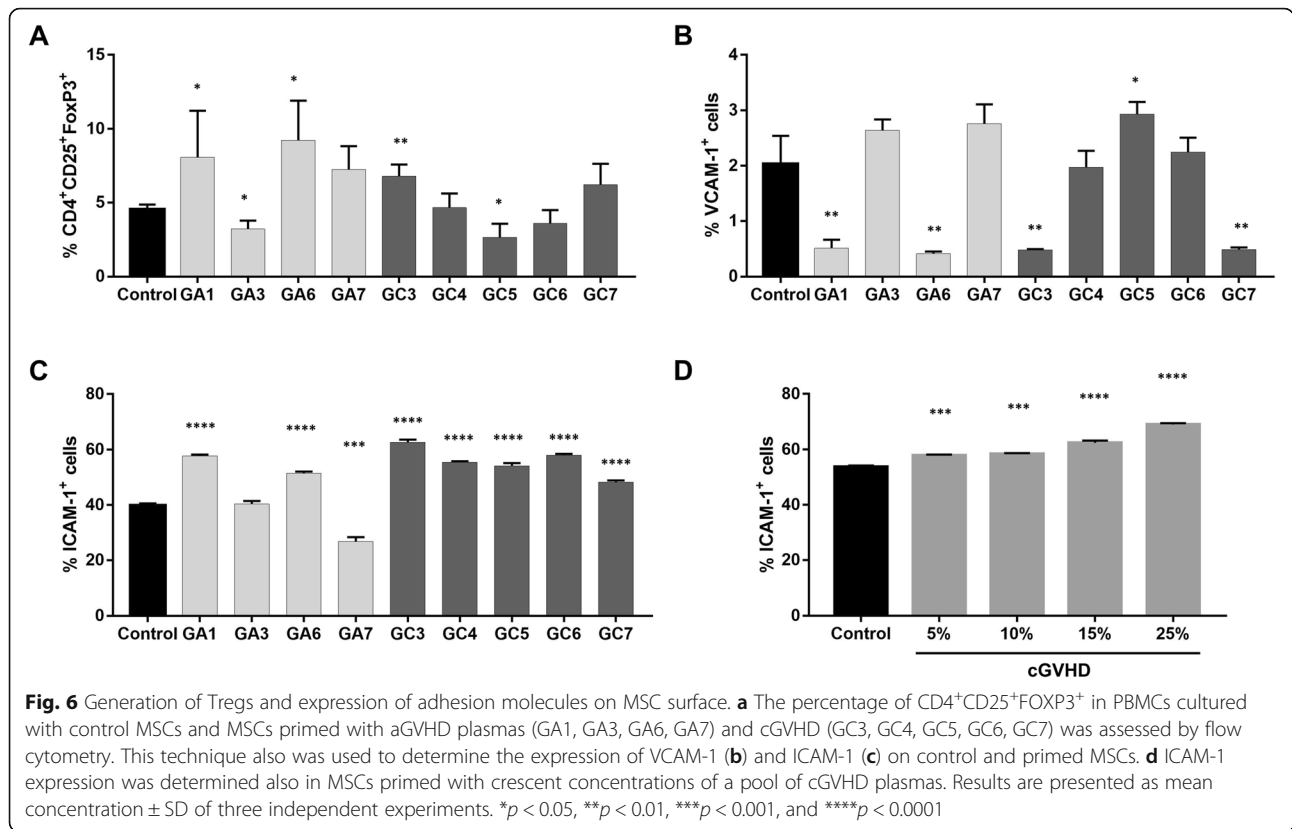 A
% CD4⁺CD25⁺FoxP3⁺
15
10
5
0
*
*
*
**
*
Control GA1 GA3 GA6 GA7 GC3 GC4 GC5 GC6 GC7
B
% VCAM-1⁺ cells
4
3
2
1
0
**
**
**
*
**
Control GA1 GA3 GA6 GA7 GC3 GC4 GC5 GC6 GC7
C
% ICAM-1⁺ cells
80
60
40
20
0
****
****
***
****
****
****
****
****
Control GA1 GA3 GA6 GA7 GC3 GC4 GC5 GC6 GC7
D
% ICAM-1⁺ cells
80
60
40
20
0
***
***
****
****
Control 5% 10% 15% 25%
cGVHD
Fig. 6 Generation of Tregs and expression of adhesion molecules on MSC surface. a The percentage of CD4⁺CD25⁺FOXP3⁺ in PBMCs cultured
with control MSCs and MSCs primed with aGVHD plasmas (GA1, GA3, GA6, GA7) and cGVHD (GC3, GC4, GC5, GC6, GC7) was assessed by flow
cytometry. This technique also was used to determine the expression of VCAM-1 (b) and ICAM-1 (c) on control and primed MSCs. d ICAM-1
expression was determined also in MSCs primed with crescent concentrations of a pool of cGVHD plasmas. Results are presented as mean
concentration ± SD of three independent experiments. *p < 0.05, **p < 0.01, ***p < 0.001, and ****p < 0.0001